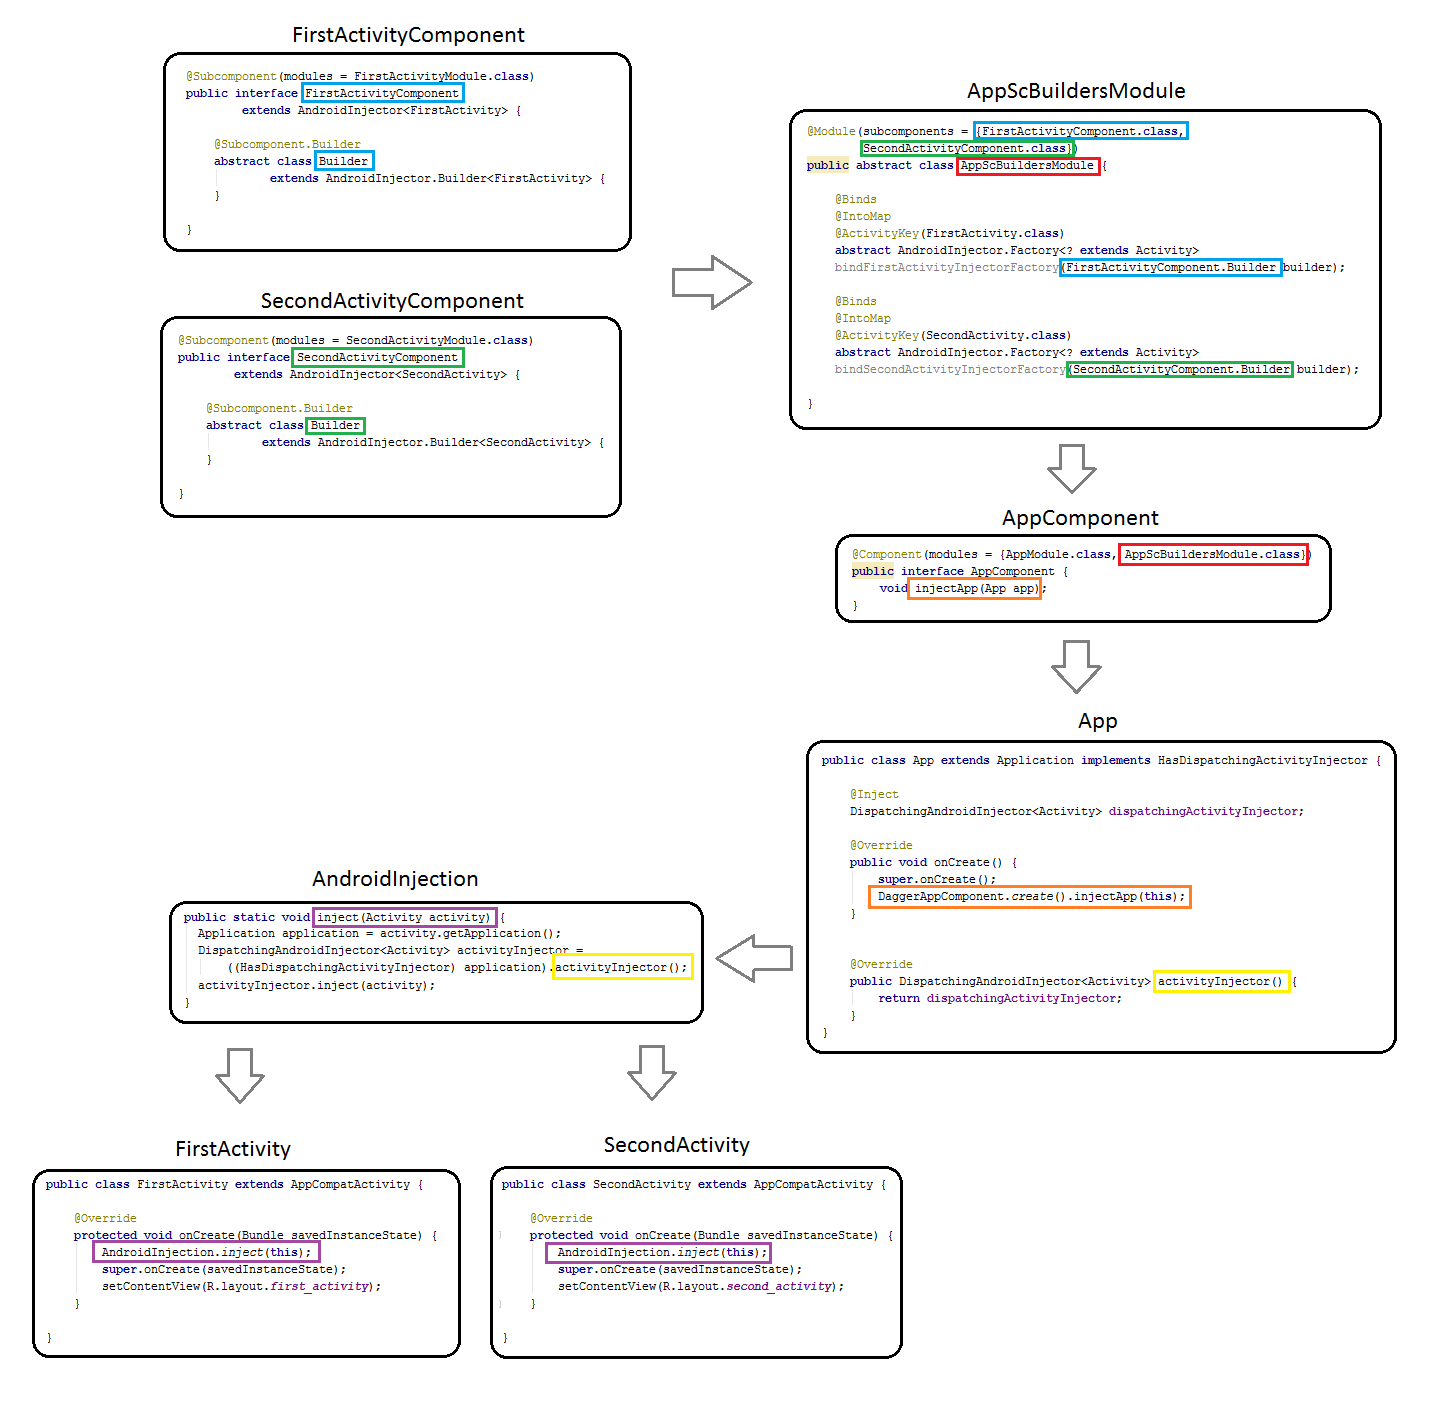 FirstActivityComponent
@Subcomponent(modules = FirstActivityModule.class)
public interface FirstActivityComponent
extends AndroidInjector<FirstActivity> {
@Subcomponent.Builder
abstract class Builder
extends AndroidInjector.Builder<FirstActivity> {
}
}
SecondActivityComponent
@Subcomponent(modules = SecondActivityModule.class)
public interface SecondActivityComponent
extends AndroidInjector<SecondActivity> {
@Subcomponent.Builder
abstract class Builder
extends AndroidInjector.Builder<SecondActivity> {
}
}
AppScBuildersModule
@Module(subcomponents = {FirstActivityComponent.class,
SecondActivityComponent.class})
public abstract class AppScBuildersModule {
@Binds
@IntoMap
@ActivityKey(FirstActivity.class)
abstract AndroidInjector.Factory<? extends Activity>
bindFirstActivityInjectorFactory(FirstActivityComponent.Builder builder);
@Binds
@IntoMap
@ActivityKey(SecondActivity.class)
abstract AndroidInjector.Factory<? extends Activity>
bindSecondActivityInjectorFactory(SecondActivityComponent.Builder builder);
}
AppComponent
@Component(modules = {AppModule.class, AppScBuildersModule.class})
public interface AppComponent {
void injectApp(App app);
}
App
public class App extends Application implements HasDispatchingActivityInjector {
@Inject
DispatchingAndroidInjector<Activity> dispatchingActivityInjector;
@Override
public void onCreate() {
super.onCreate();
DaggerAppComponent.create().injectApp(this);
}
@Override
public DispatchingAndroidInjector<Activity> activityInjector() {
return dispatchingActivityInjector;
}
}
AndroidInjection
public static void inject(Activity activity) {
Application application = activity.getApplication();
DispatchingAndroidInjector<Activity> activityInjector =
((HasDispatchingActivityInjector) application).activityInjector();
activityInjector.inject(activity);
}
FirstActivity
public class FirstActivity extends AppCompatActivity {
@Override
protected void onCreate(Bundle savedInstanceState) {
AndroidInjection.inject(this);
super.onCreate(savedInstanceState);
setContentView(R.layout.first_activity);
}
}
SecondActivity
public class SecondActivity extends AppCompatActivity {
@Override
protected void onCreate(Bundle savedInstanceState) {
AndroidInjection.inject(this);
super.onCreate(savedInstanceState);
setContentView(R.layout.second_activity);
}
}